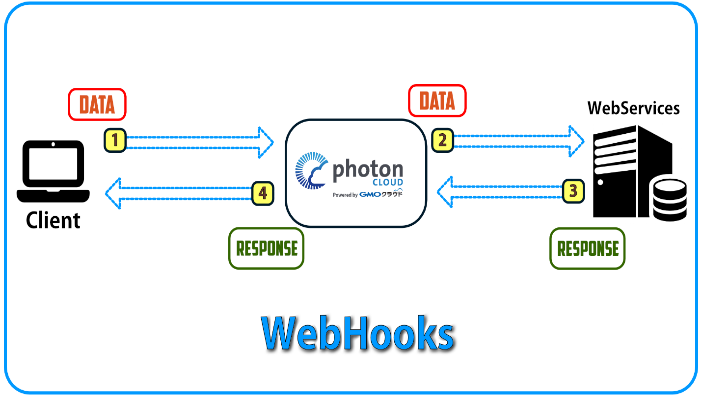 DATA
DATA
WebServices
1
2
photon
CLOUD
Powered by GMOクラウド
4
3
Client
RESPONSE
RESPONSE
WebHooks